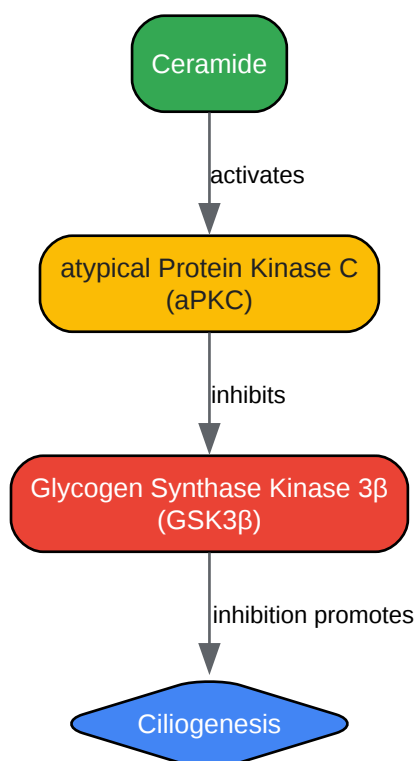 Ceramide
activates
atypical Protein Kinase C
(aPKC)
inhibits
Glycogen Synthase Kinase 3β
(GSK3β)
inhibition promotes
Ciliogenesis